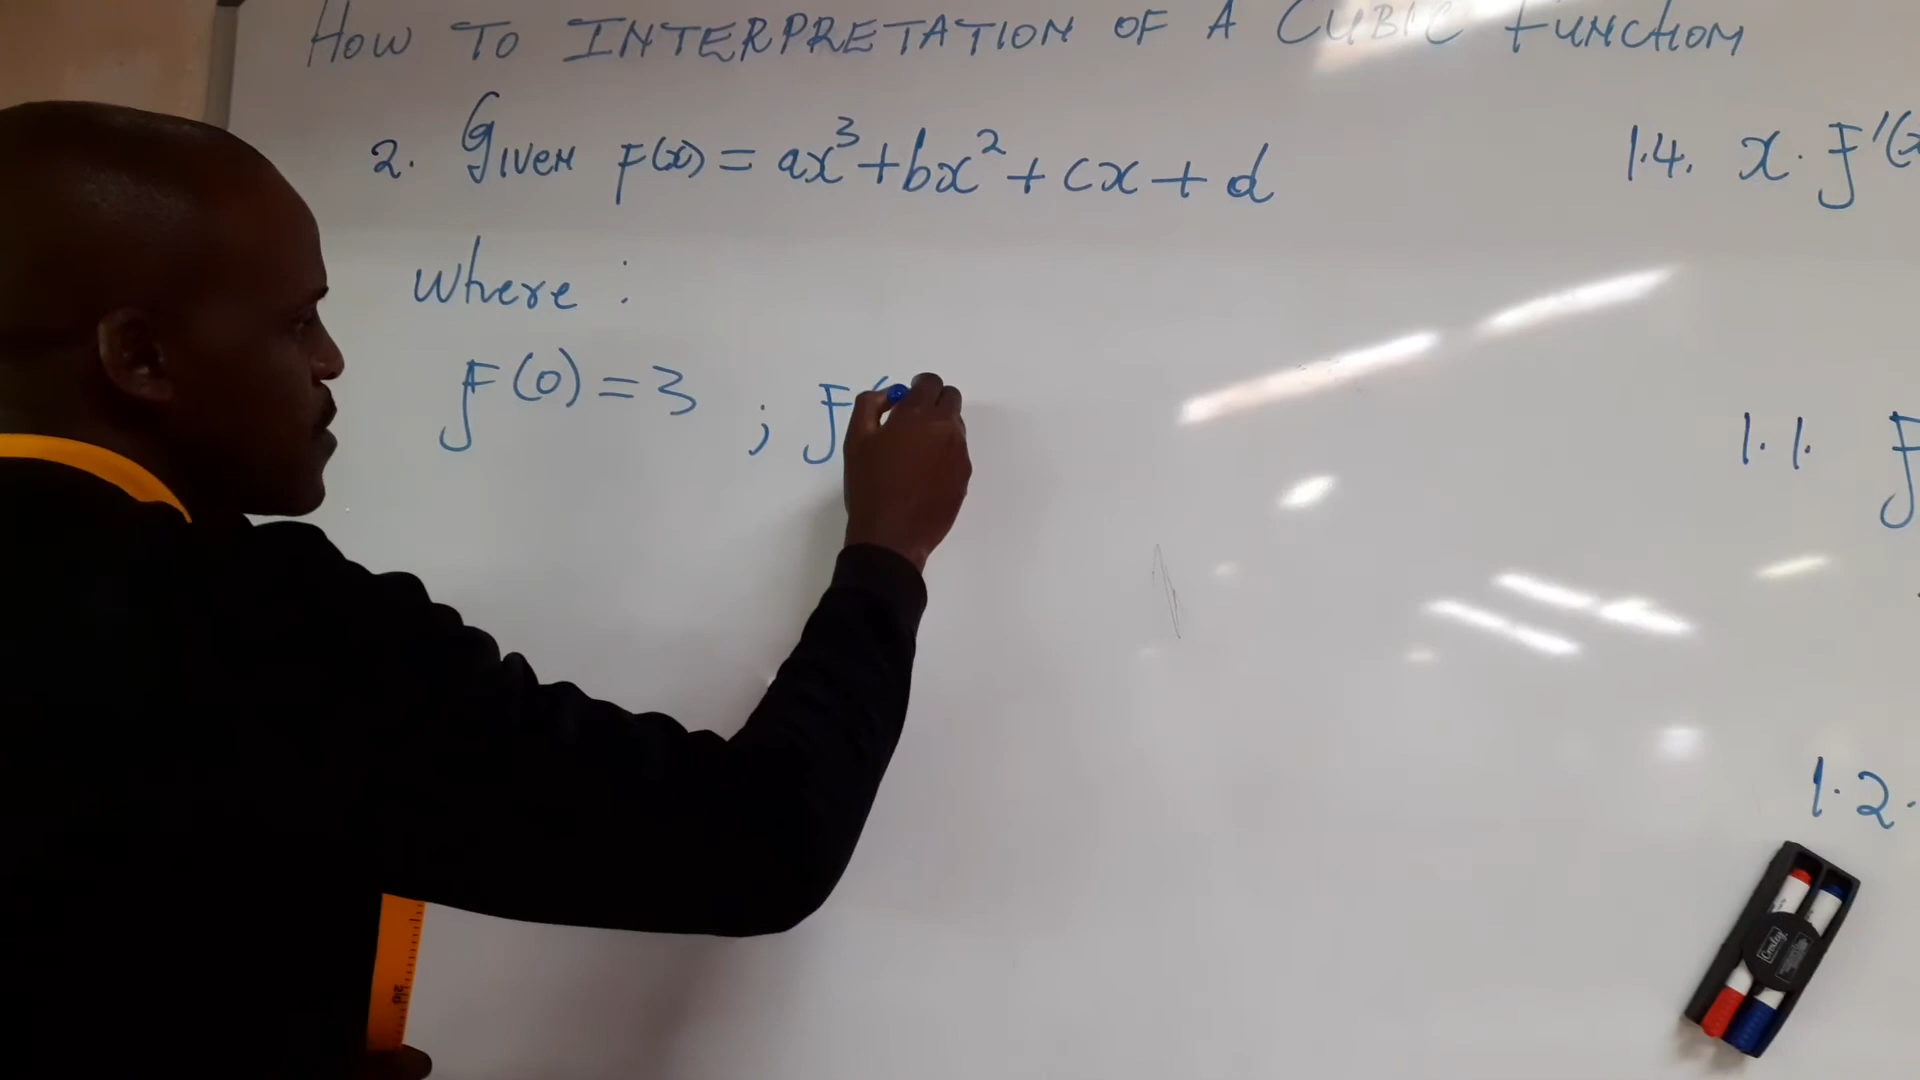 HOW TO INTERPRETATION OF A CUBIC FUNCTION
2. GIVEN F(x) = ax³ + bx² + cx + d
where :
F(0) = 3 ; F(
1.4. x. F'(
1.1. F
1.2.